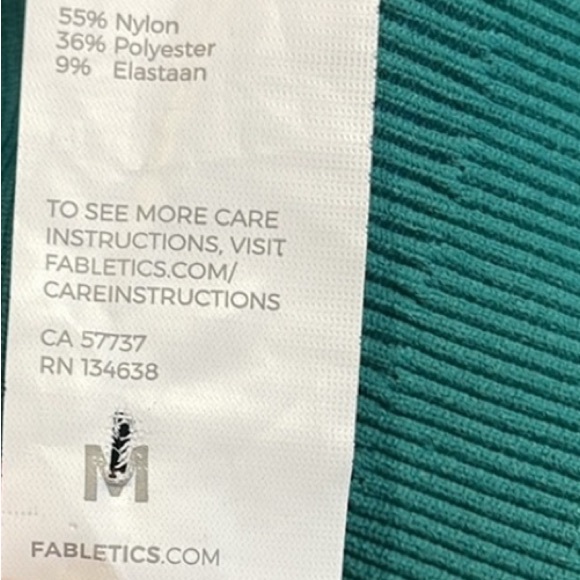 55% Nylon
36% Polyester
9% Elastaan
TO SEE MORE CARE
INSTRUCTIONS, VISIT
FABLETICS.COM/
CAREINSTRUCTIONS
CA 57737
RN 134638
M
FABLETICS.COM